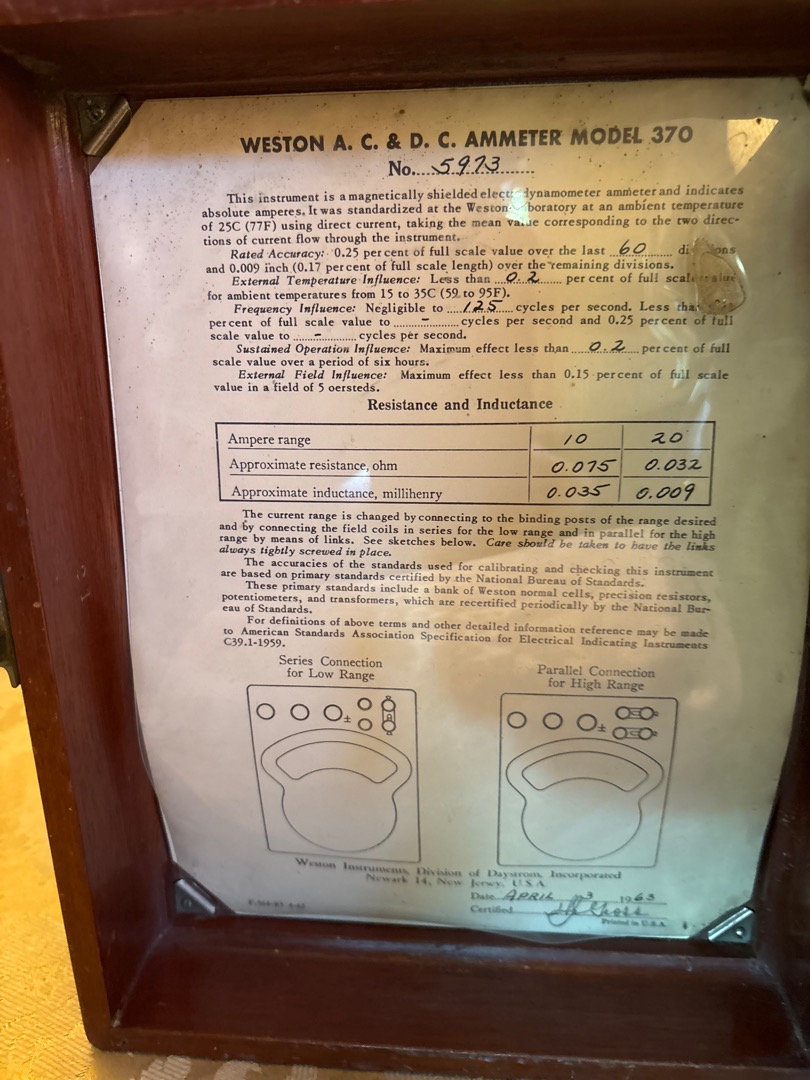 WESTON A. C. & D. C. AMMETER MODEL 370
No....5973.......
This instrument is a magnetically shielded electrodynamometer ammeter and indicates
absolute amperes. It was standardized at the Weston boratory at an ambient temperature
of 25C (77F) using direct current, taking the mean value corresponding to the two direc-
tions of current flow through the instrument.
Rated Accuracy: 0.25 per cent of full scale value over the last ...60....... divisions
and 0.009 inch (0.17 per cent of full scale length) over the remaining divisions.
External Temperature Influence: Less than ...0.2...... per cent of full scale value
for ambient temperatures from 15 to 35C (59 to 95F).
Frequency Influence: Negligible to ....125.... cycles per second. Less than
per cent of full scale value to .......-....... cycles per second and 0.25 per cent of full
scale value to .......-....... cycles per second.
Sustained Operation Influence: Maximum effect less than ....0.2... per cent of full
scale value over a period of six hours.
External Field Influence: Maximum effect less than 0.15 per cent of full scale
value in a field of 5 oersteds.
Resistance and Inductance
Ampere range 10 20
Approximate resistance, ohm 0.075 0.032
Approximate inductance, millihenry 0.035 0.009
The current range is changed by connecting to the binding posts of the range desired
and by connecting the field coils in series for the low range and in parallel for the high
range by means of links. See sketches below. Care should be taken to have the links
always tightly screwed in place.
The accuracies of the standards used for calibrating and checking this instrument
are based on primary standards certified by the National Bureau of Standards.
These primary standards include a bank of Weston normal cells, precision resistors,
potentiometers, and transformers, which are recertified periodically by the National Bur-
eau of Standards.
For definitions of above terms and other detailed information reference may be made
to American Standards Association Specification for Electrical Indicating Instruments
C39.1-1959.
Series Connection
for Low Range
Parallel Connection
for High Range
±
±
Weston Instruments, Division of Daystrom, Incorporated
Newark 14, New Jersey, U.S.A.
Date APRIL 3 1963
Certified
Printed in U.S.A.